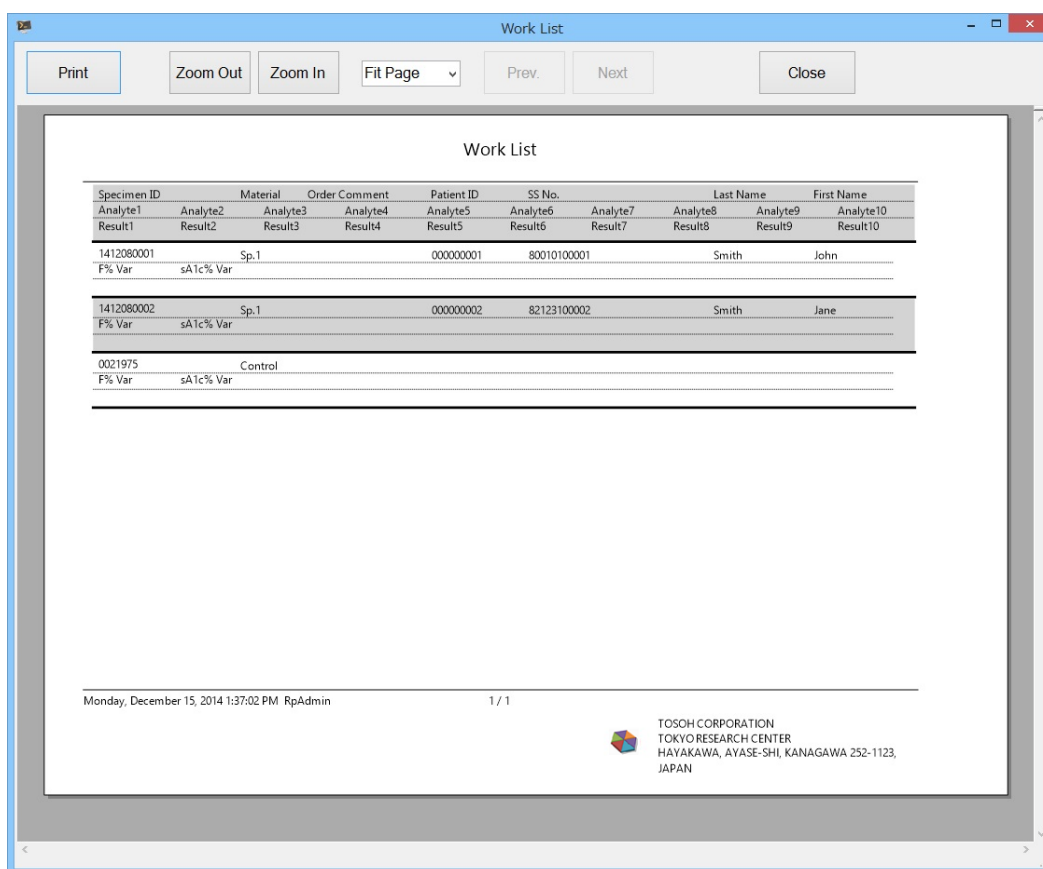 Work List
Print Zoom Out Zoom In Fit Page Prev. Next Close
Work List
Specimen ID Material Order Comment Patient ID SS No. Last Name First Name
Analyte1 Analyte2 Analyte3 Analyte4 Analyte5 Analyte6 Analyte7 Analyte8 Analyte9 Analyte10
Result1 Result2 Result3 Result4 Result5 Result6 Result7 Result8 Result9 Result10
1412080001 Sp.1 000000001 80010100001 Smith John
F% Var sA1c% Var
1412080002 Sp.1 000000002 82123100002 Smith Jane
F% Var sA1c% Var
0021975 Control
F% Var sA1c% Var
Monday, December 15, 2014 1:37:02 PM RpAdmin 1 / 1
TOSOH CORPORATION
TOKYO RESEARCH CENTER
HAYAKAWA, AYASE-SHI, KANAGAWA 252-1123,
JAPAN